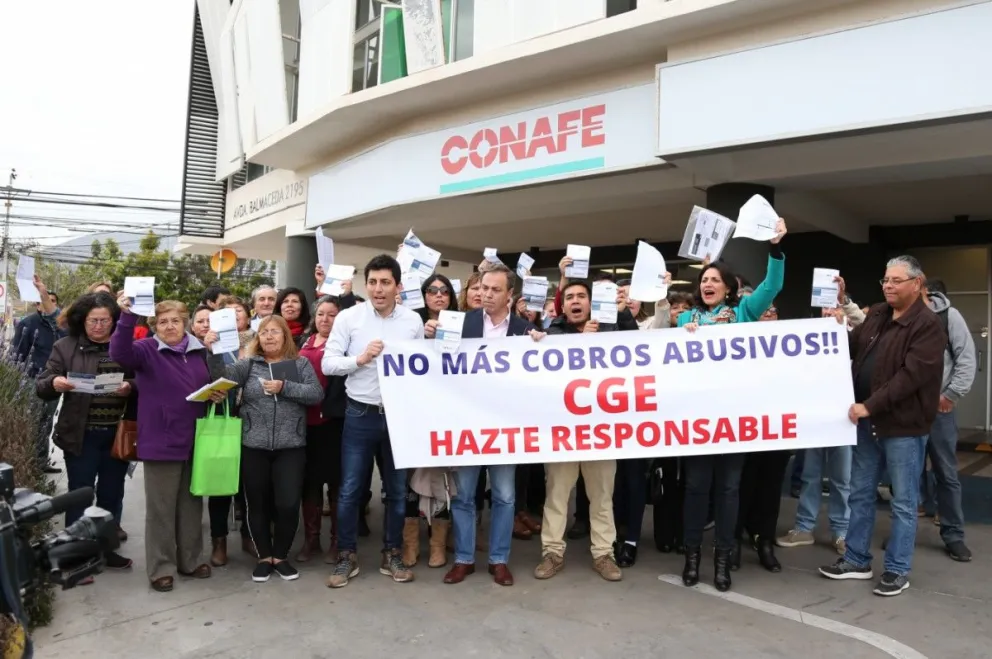 CONAFE
AVDA. BALMACEDA 2195
NO MÁS COBROS ABUSIVOS!!
CGE
HAZTE RESPONSABLE